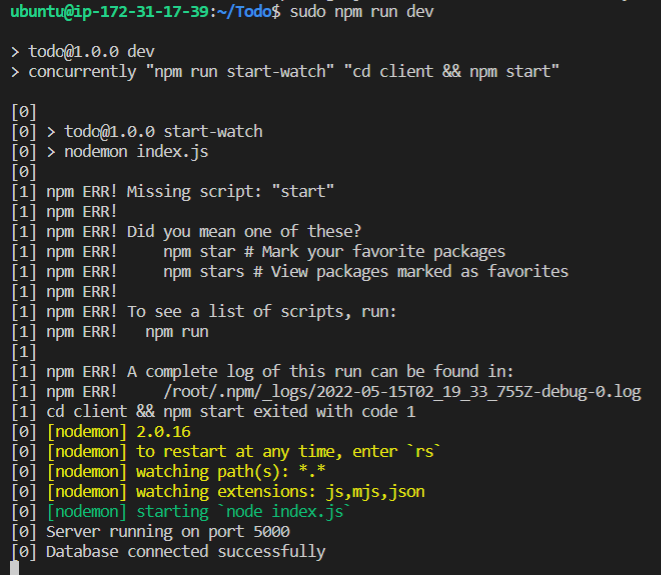 ubuntu@ip-172-31-17-39:~/Todo$ sudo npm run dev
> todo@1.0.0 dev
> concurrently "npm run start-watch" "cd client && npm start"
[0]
[0] > todo@1.0.0 start-watch
[0] > nodemon index.js
[0]
[1] npm ERR! Missing script: "start"
[1] npm ERR!
[1] npm ERR! Did you mean one of these?
[1] npm ERR!     npm star # Mark your favorite packages
[1] npm ERR!     npm stars # View packages marked as favorites
[1] npm ERR!
[1] npm ERR! To see a list of scripts, run:
[1] npm ERR!   npm run
[1]
[1] npm ERR! A complete log of this run can be found in:
[1] npm ERR!     /root/.npm/_logs/2022-05-15T02_19_33_755Z-debug-0.log
[1] cd client && npm start exited with code 1
[0] [nodemon] 2.0.16
[0] [nodemon] to restart at any time, enter `rs`
[0] [nodemon] watching path(s): *.*
[0] [nodemon] watching extensions: js,mjs,json
[0] [nodemon] starting `node index.js`
[0] Server running on port 5000
[0] Database connected successfully